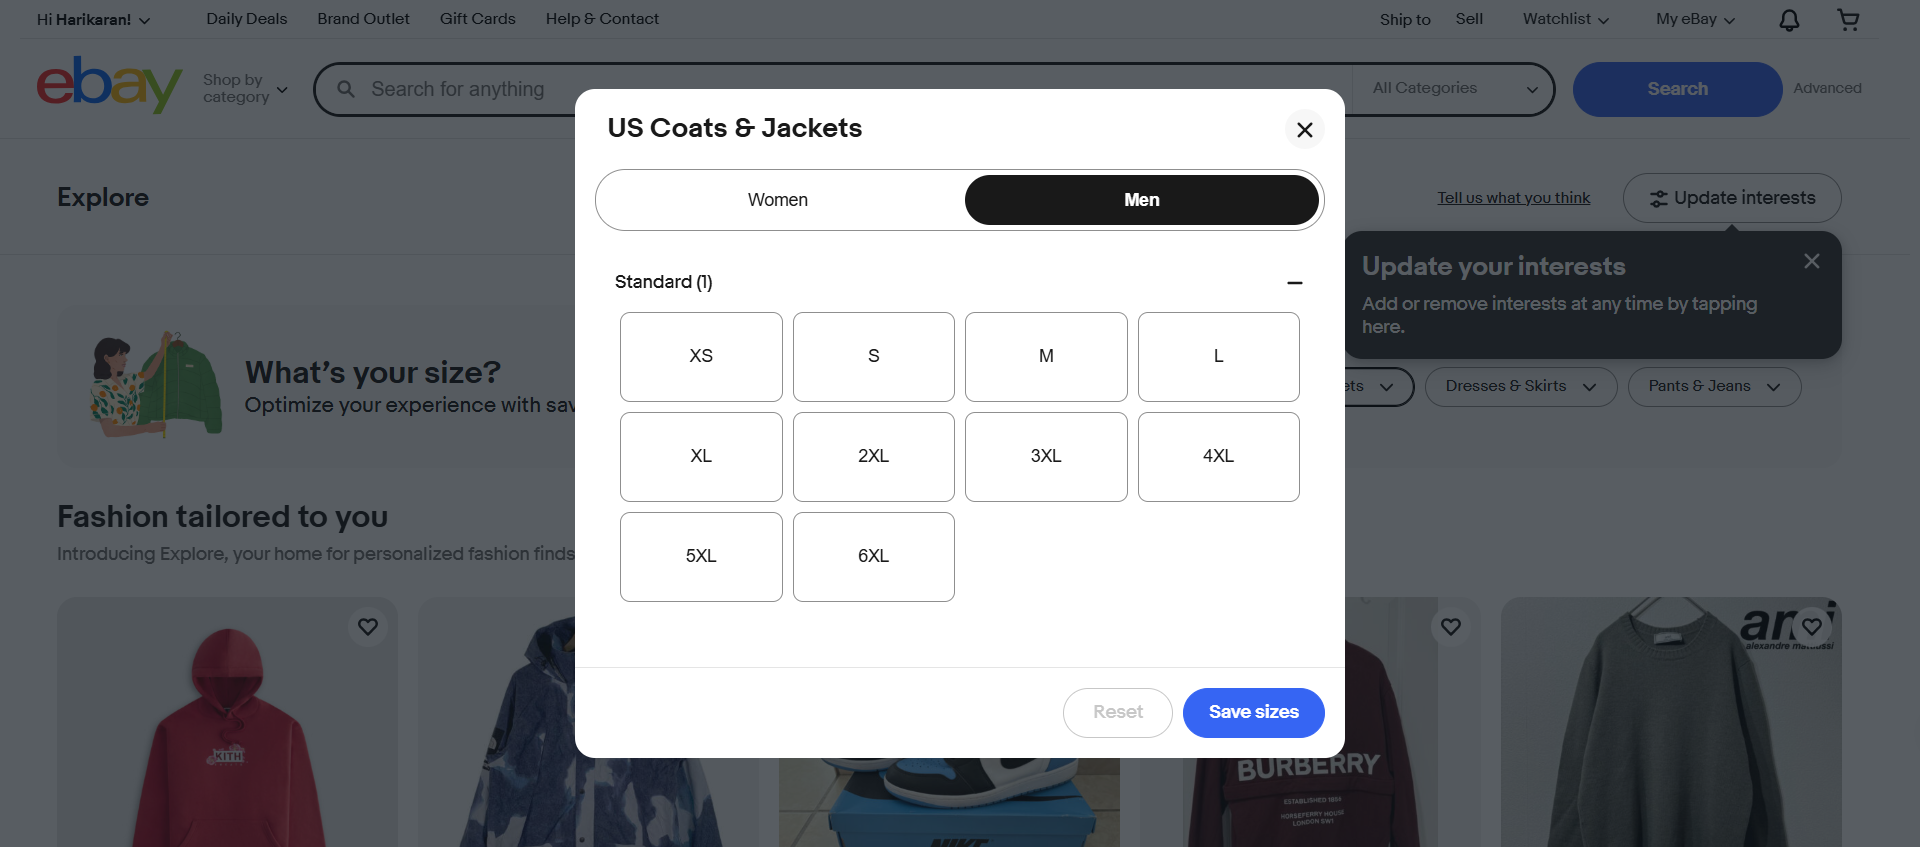 Hi Harikaran!
Daily Deals
Brand Outlet
Gift Cards
Help & Contact
Ship to
Sell
Watchlist
My eBay
ebay
Shop by
category
Search for anything
All Categories
Search
Advanced
Explore
Tell us what you think
Update interests
Update your interests
Add or remove interests at any time by tapping
here.
US Coats & Jackets
Women
Men
Standard (1)
XS
S
M
L
XL
2XL
3XL
4XL
5XL
6XL
Reset
Save sizes
What's your size?
Optimize your experience with sav
ets
Dresses & Skirts
Pants & Jeans
Fashion tailored to you
Introducing Explore, your home for personalized fashion finds
KITH
NIKE
BURBERRY
ESTABLISHED 1856
HORSEFERRY HOUSE
LONDON SW1